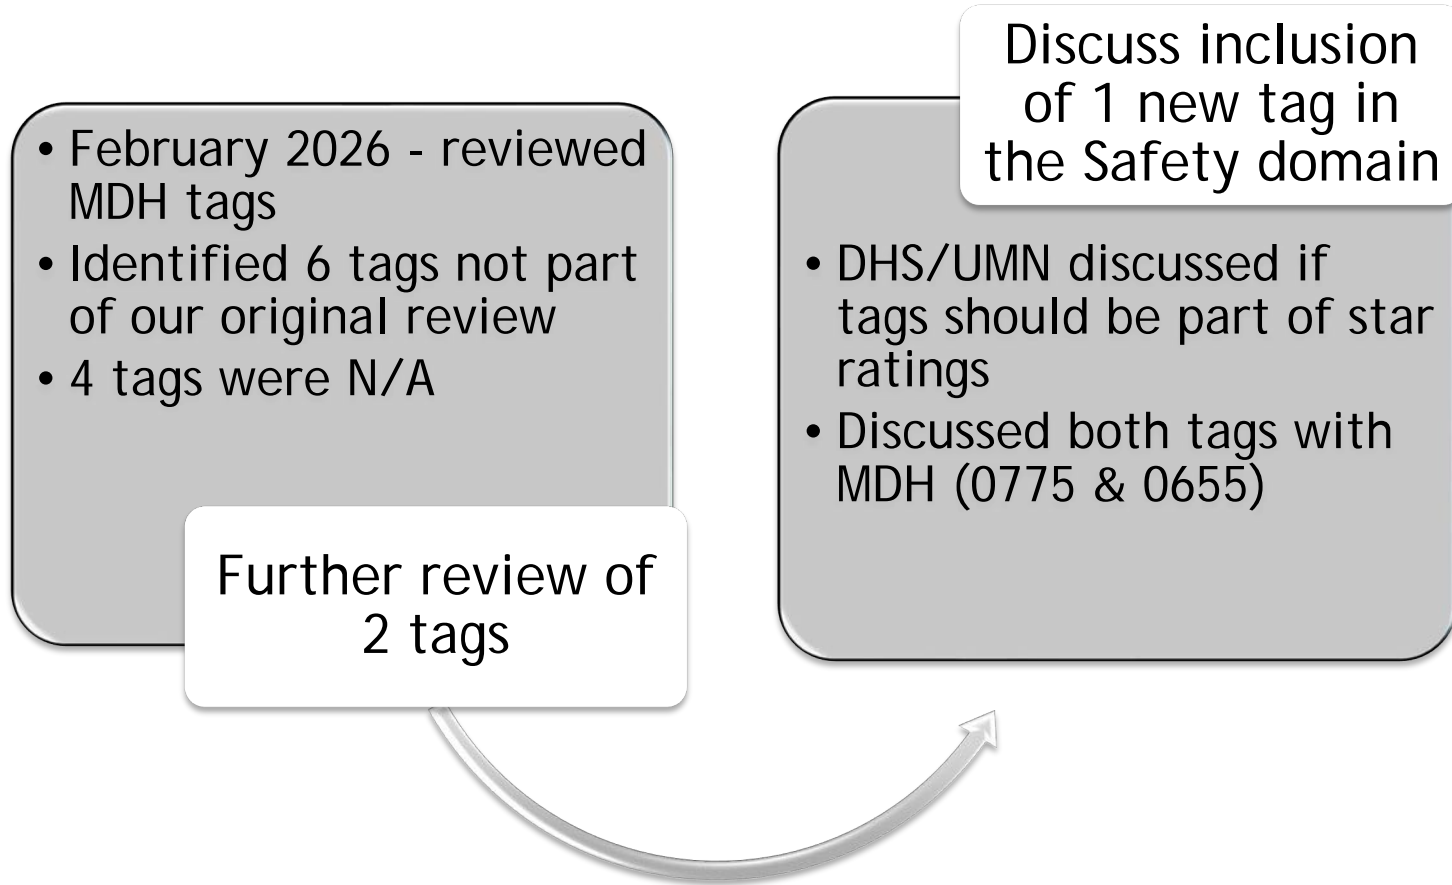 • February 2026 - reviewed
MDH tags
• Identified 6 tags not part
of our original review
• 4 tags were N/A
Further review of
2 tags
Discuss inclusion
of 1 new tag in
the Safety domain
• DHS/UMN discussed if
tags should be part of star
ratings
• Discussed both tags with
MDH (0775 & 0655)